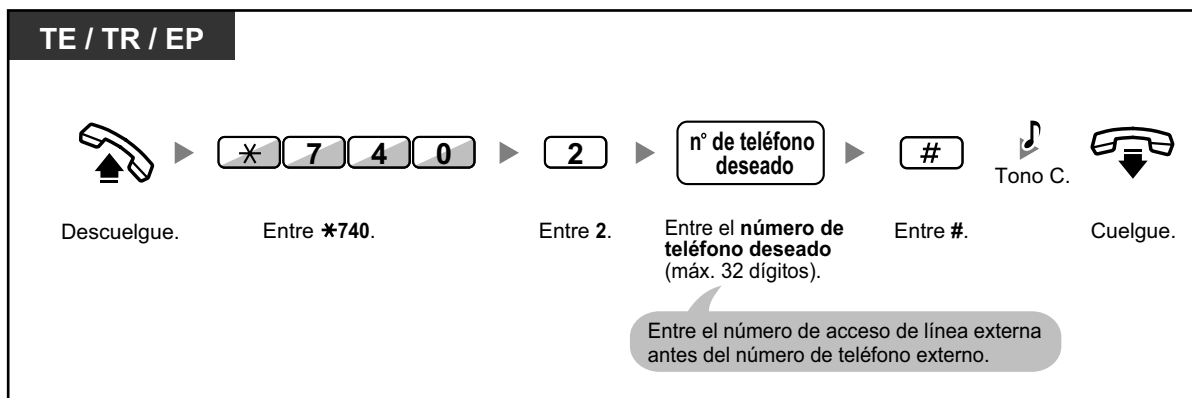 TE / TR / EP
* 7 4 0
2
n° de teléfono
deseado
#
Tono C.
Descuelgue.
Entre *740.
Entre 2.
Entre el número de
teléfono deseado
(máx. 32 dígitos).
Entre #.
Cuelgue.
Entre el número de acceso de línea externa
antes del número de teléfono externo.